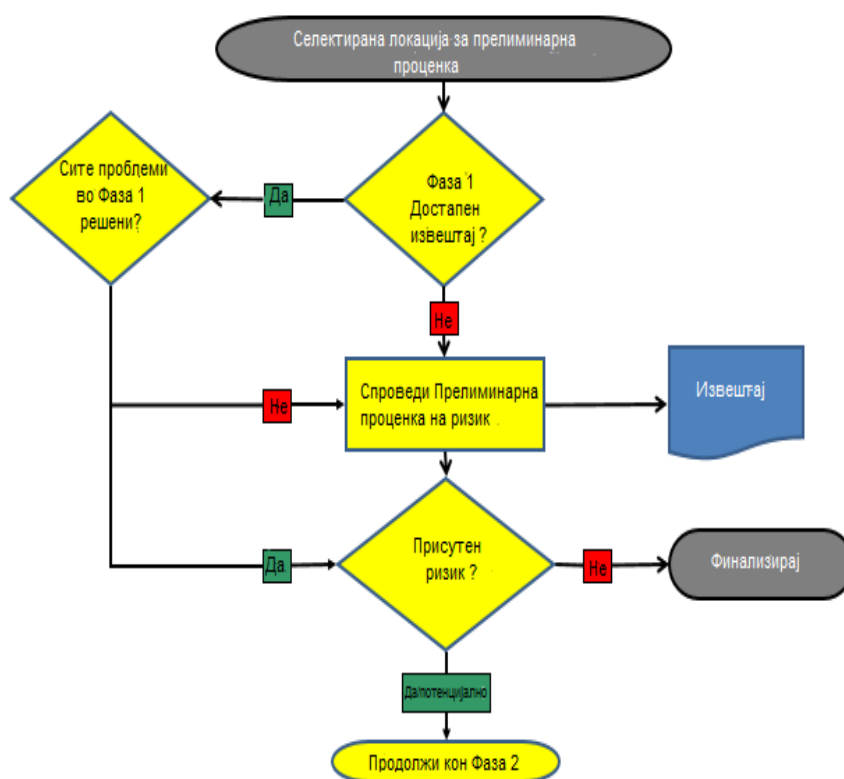 Селектирана локација за прелиминарна
проценка
Сите проблеми
во Фаза 1
решени?
Да
Фаза 1
Достапен
извештај ?
Не
Спроведи Прелиминарна
проценка на ризик
Извештај
Не
Присутен
ризик ?
Да
Не
Финализирај
Да/потенцијално
Продолжи кон Фаза 2